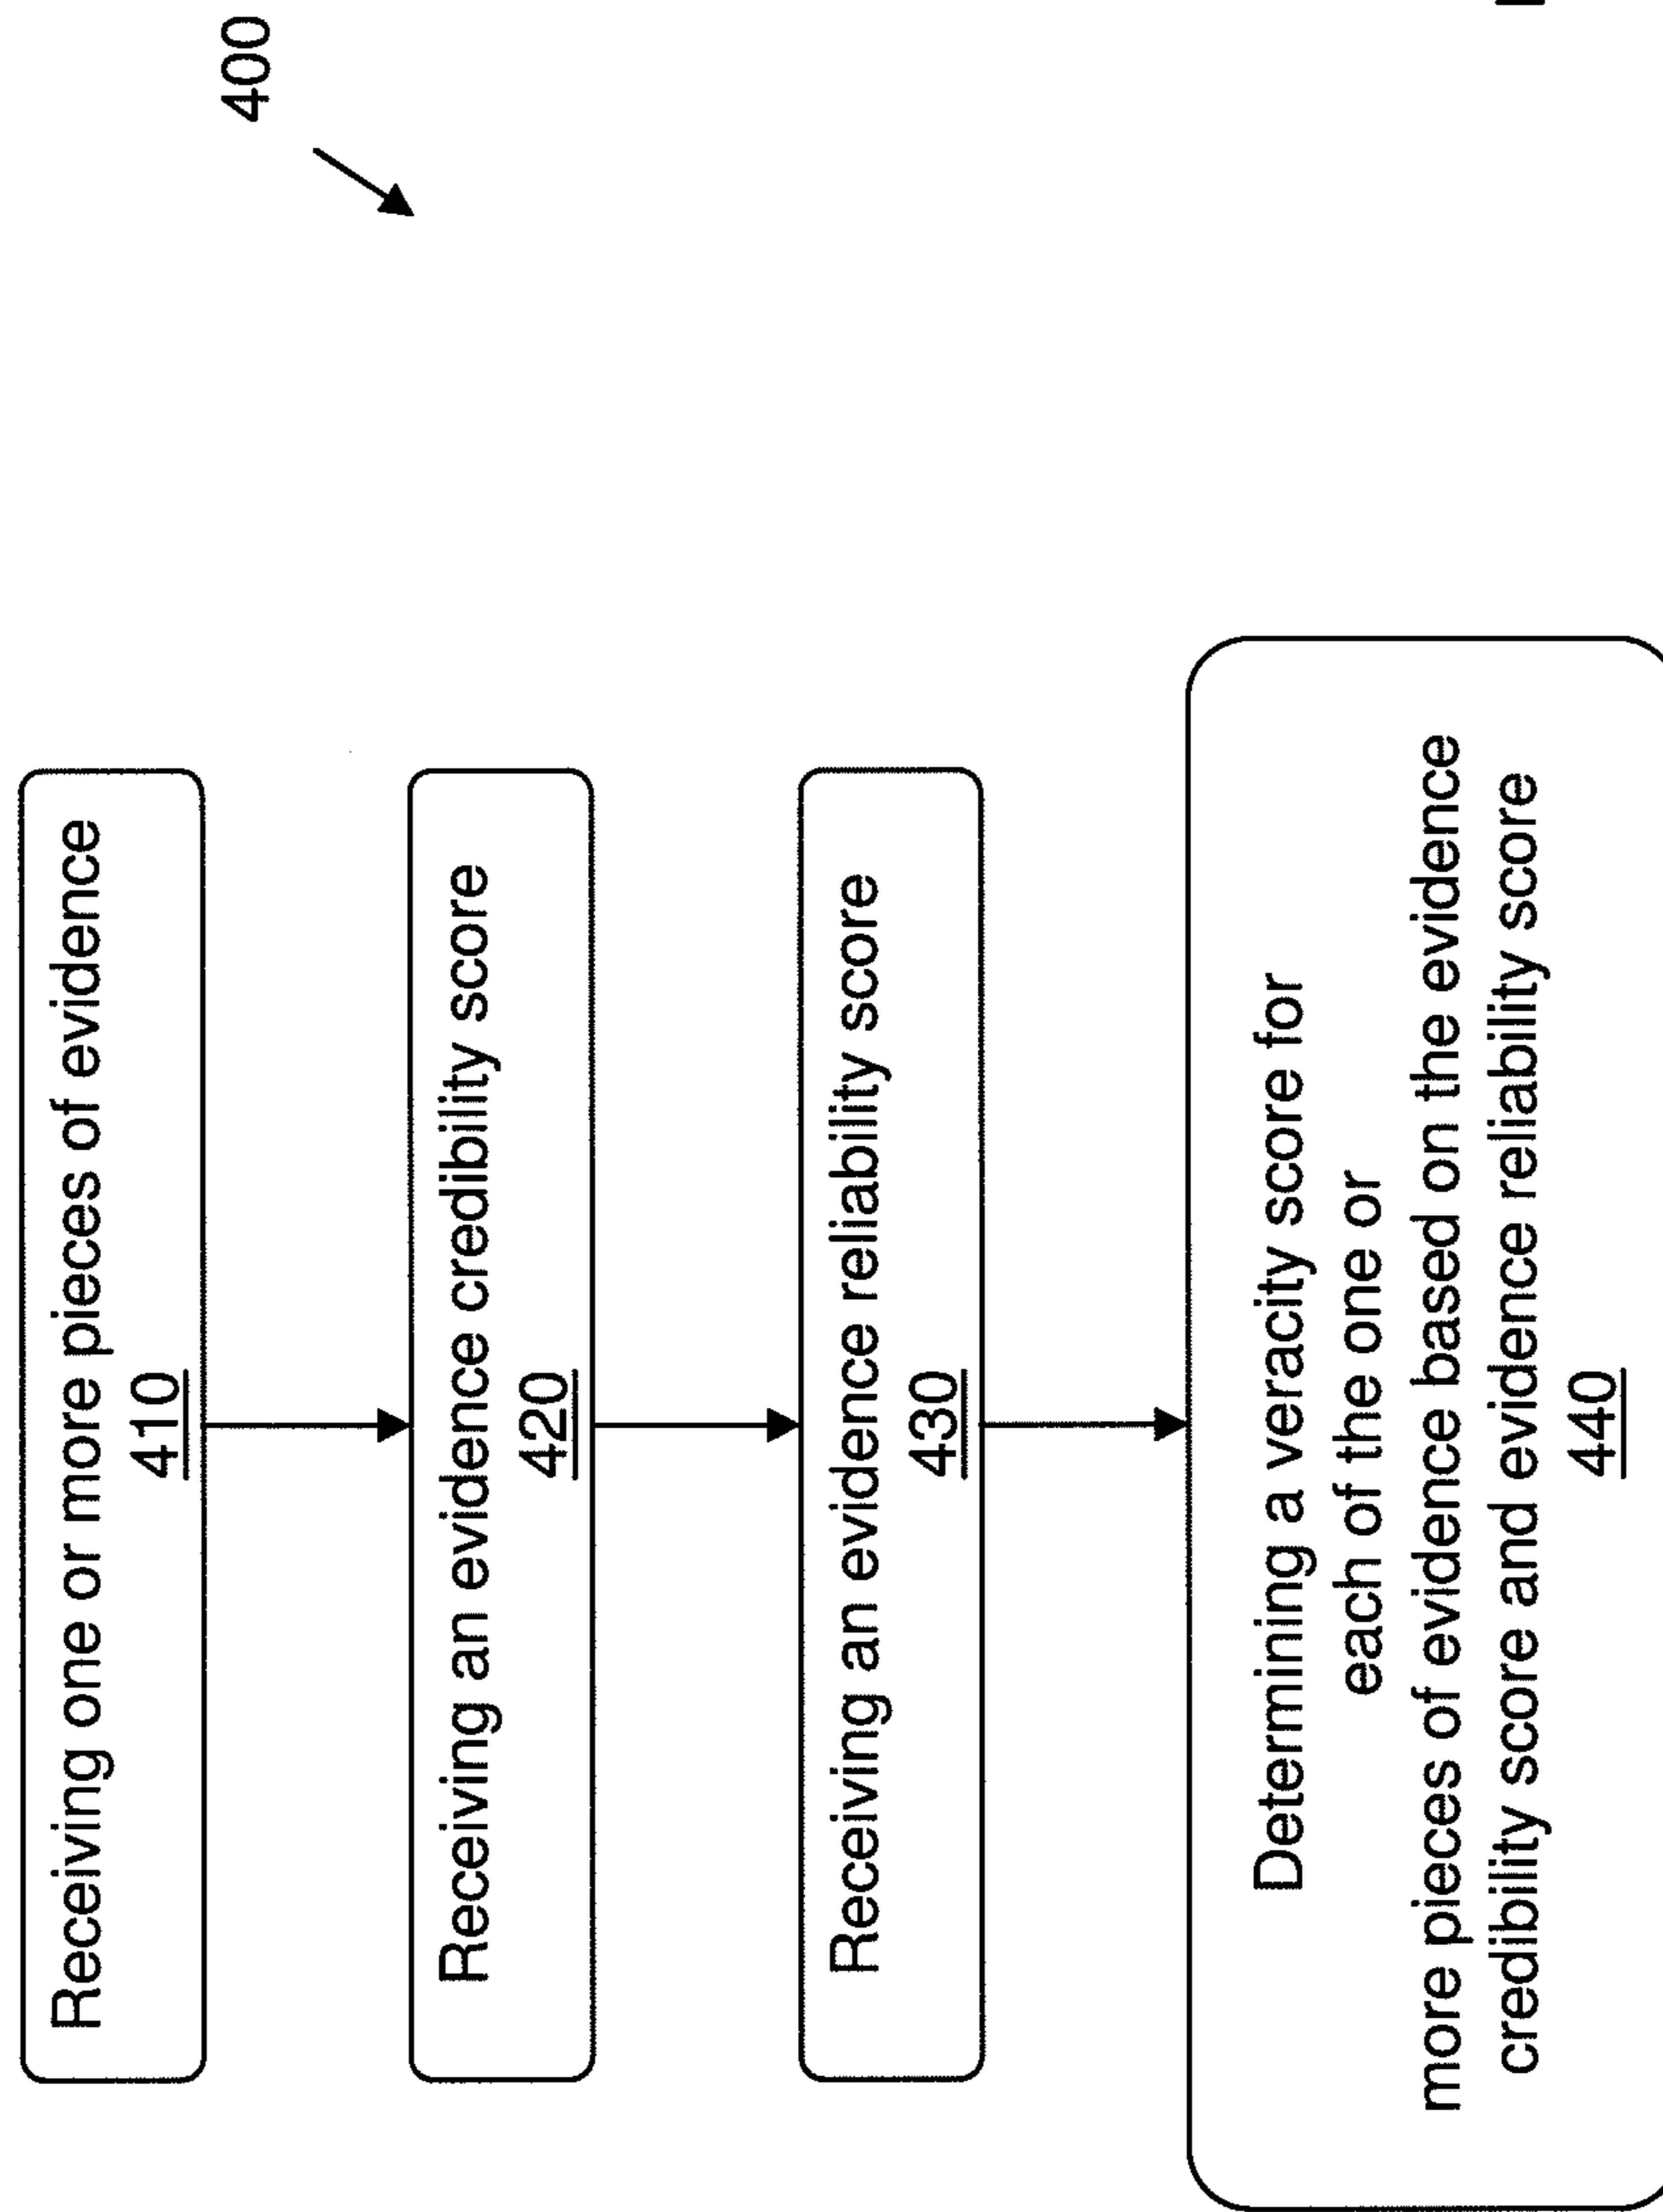 400
Receiving one or more pieces of evidence
410
Receiving an evidence credibility score
420
Receiving an evidence reliability score
430
Determining a veracity score for
each of the one or
more pieces of evidence based on the evidence
credibility score and evidence reliability score
440